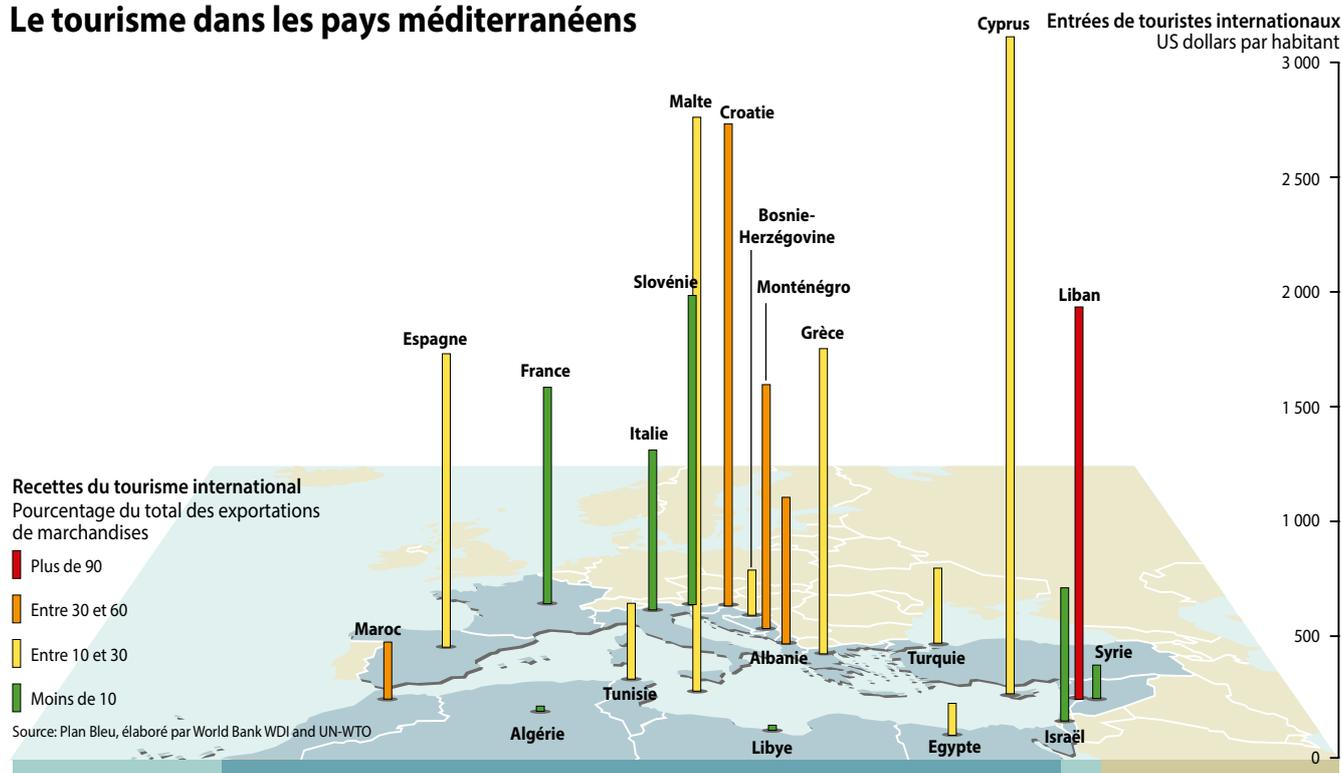 Le tourisme dans les pays méditerranéens
Cyprus
Entrées de touristes internationaux
US dollars par habitant
3 000
Malte
Croatie
2 500
Bosnie-
Herzégovine
Slovénie
Monténégro
2 000
Liban
Espagne
Grèce
France
1 500
Italie
Recettes du tourisme international
Pourcentage du total des exportations
de marchandises
1 000
Plus de 90
Entre 30 et 60
Maroc
500
Entre 10 et 30
Albanie
Turquie
Syrie
Moins de 10
Tunisie
Source: Plan Bleu, élaboré par World Bank WDI and UN-WTO
Algérie
Libye
Egypte
Israël
0